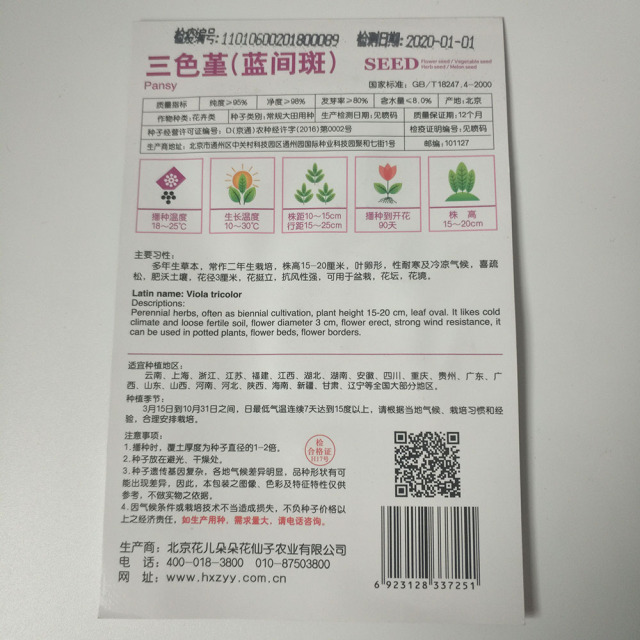 检疫编号:11010600201800089 检测日期:2020-01-01
三色堇(蓝间斑) SEED Flower seed / Vegetable seed
Herb seed / Melon seed
Pansy 国家标准: GB/T18247.4-2000
质量指标 纯度≥95% 净度≥98% 发芽率≥80% 含水量≤8.0% 产地:北京
作物种类:花卉类 种子类别:常规大田用种 生产检测日期:见喷码 质量保证期:12个月
种子经营许可证编号: D(京通)农种经许字(2016)第0002号 检疫证明编号:见喷码
生产商地址: 北京市通州区中关村科技园区通州园国际种业科技园聚和七街1号 邮编:101127
播种温度 18~25℃
生长温度 10~30℃
株距10~15cm 行距15~25cm
播种到开花 90天
株 高 15~20cm
主要习性:
多年生草本，常作二年生栽培，株高15-20厘米，叶卵形，性耐寒及冷凉气候，喜疏
松，肥沃土壤，花径3厘米，花挺立，抗风性强，可用于盆栽，花坛，花境。
Latin name: Viola tricolor
Descriptions:
Perennial herbs, often as biennial cultivation, plant height 15-20 cm, leaf oval. It likes cold
climate and loose fertile soil, flower diameter 3 cm, flower erect, strong wind resistance, it
can be used in potted plants, flower beds, flower borders.
适宜种植地区:
云南、上海、浙江、江苏、福建、江西、湖北、湖南、安徽、四川、重庆、贵州、广东、广
西、山东、山西、河南、河北、陕西、海南、新疆、甘肃、辽宁等全国大部分地区。
种植季节:
3月15日到10月31日之间，日最低气温连续7天达到15度以上，请根据当地气候、栽培习惯和经
验，合理安排栽培。
注意事项:
1.播种时，覆土厚度为种子直径的1-2倍。
2.种子放在避光、干燥处。
3.种子遗传基因复杂，各地气候差异明显，品种形状有可
能出现差异，因此，本包装之图像、色彩及特征特性仅供
参考，不做实物之依据。
4.因气候条件或栽培技术不当造成损失，不负种子价格以
上之经济责任，如生产用种，需求量大，请电话咨询。
检
合格证
生产商: 北京花儿朵朵花仙子农业有限公司
电 话: 400-018-3800 010-87503800
网 址: www.hxzyy.com.cn
6 923128 337251